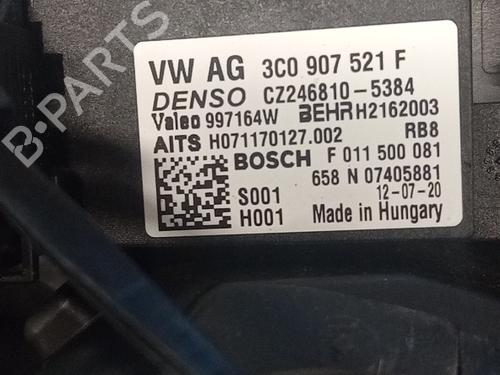 B-PARTS
VW AG 3C0 907 521 F
DENSO CZ246810-5384
Valeo 997164W BEHR H2162003
AITS H071170127.002 RB8
BOSCH F 011 500 081
658 N 07405881
S001 12-07-20
H001 Made in Hungary